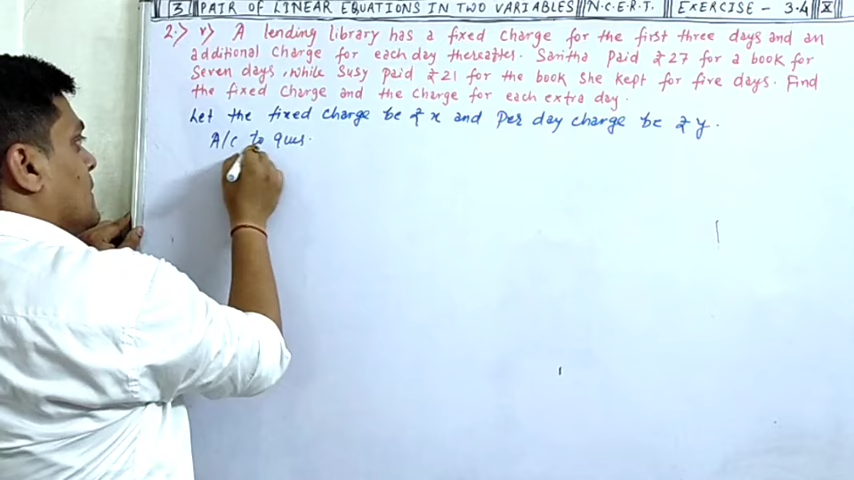 3 PAIR OF LINEAR EQUATIONS IN TWO VARIABLES N.C.E.R.T. EXERCISE - 3.4 X
2.> v> A lending library has a fixed charge for the first three days and an
additional charge for each day thereafter. Saritha Paid ₹27 for a book for
Seven days, while Susy paid ₹21 for the book She kept for five days. Find
the fixed Charge and the charge for each extra day.
Let the fixed charge be ₹ x and Per day charge be ₹ y.
A/C to ques.